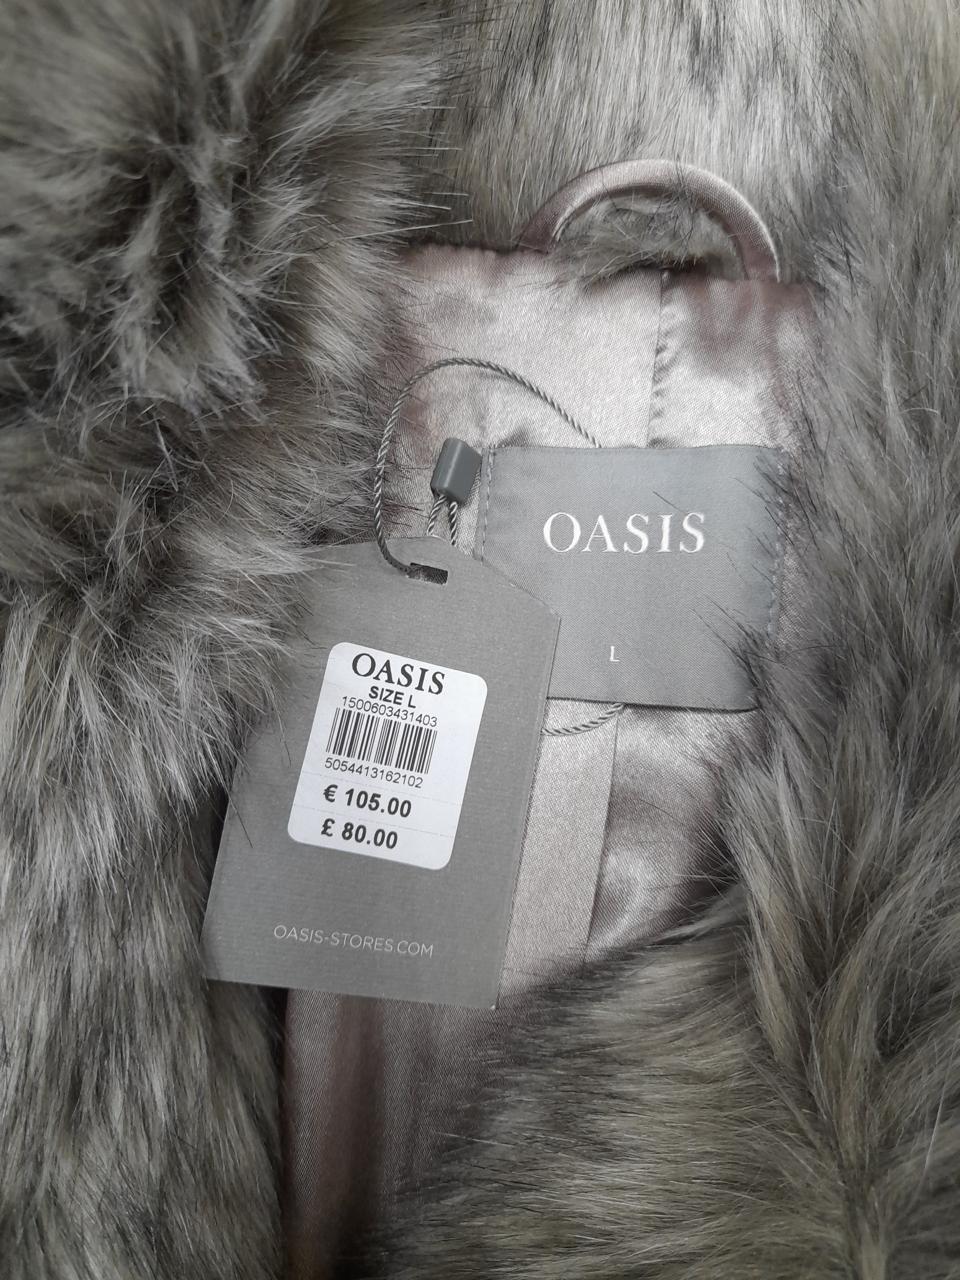 OASIS
L
OASIS
SIZE L
1500603431403
5054413162102
€ 105.00
£ 80.00
OASIS-STORES.COM